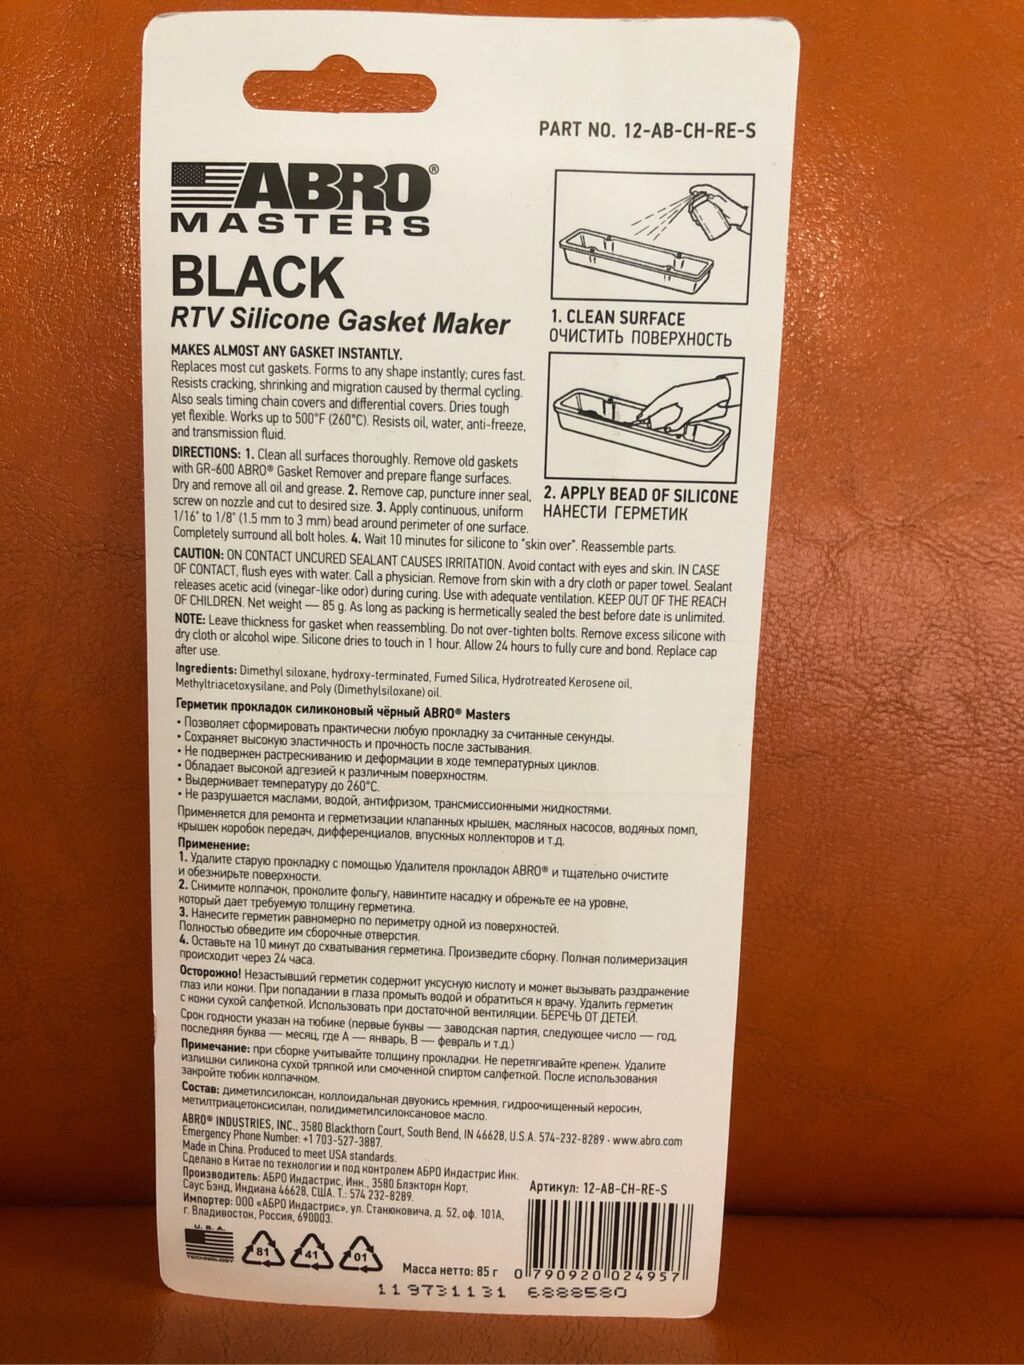 PART NO. 12-AB-CH-RE-S
ABRO®
MASTERS
BLACK
RTV Silicone Gasket Maker
MAKES ALMOST ANY GASKET INSTANTLY.
Replaces most cut gaskets. Forms to any shape instantly; cures fast.
Resists cracking, shrinking and migration caused by thermal cycling.
Also seals timing chain covers and differential covers. Dries tough
yet flexible. Works up to 500°F (260°C). Resists oil, water, anti-freeze,
and transmission fluid.
DIRECTIONS: 1. Clean all surfaces thoroughly. Remove old gaskets
with GR-600 ABRO® Gasket Remover and prepare flange surfaces.
Dry and remove all oil and grease. 2. Remove cap, puncture inner seal,
screw on nozzle and cut to desired size. 3. Apply continuous, uniform
1/16" to 1/8" (1.5 mm to 3 mm) bead around perimeter of one surface.
Completely surround all bolt holes. 4. Wait 10 minutes for silicone to "skin over". Reassemble parts.
1. CLEAN SURFACE
ОЧИСТИТЬ ПОВЕРХНОСТЬ
2. APPLY BEAD OF SILICONE
НАНЕСТИ ГЕРМЕТИК
CAUTION: ON CONTACT UNCURED SEALANT CAUSES IRRITATION. Avoid contact with eyes and skin. IN CASE
OF CONTACT, flush eyes with water. Call a physician. Remove from skin with a dry cloth or paper towel. Sealant
releases acetic acid (vinegar-like odor) during curing. Use with adequate ventilation. KEEP OUT OF THE REACH
OF CHILDREN. Net weight — 85 g. As long as packing is hermetically sealed the best before date is unlimited.
NOTE: Leave thickness for gasket when reassembling. Do not over-tighten bolts. Remove excess silicone with
dry cloth or alcohol wipe. Silicone dries to touch in 1 hour. Allow 24 hours to fully cure and bond. Replace cap
after use.
Ingredients: Dimethyl siloxane, hydroxy-terminated, Fumed Silica, Hydrotreated Kerosene oil,
Methyltriacetoxysilane, and Poly (Dimethylsiloxane) oil.
Герметик прокладок силиконовый чёрный ABRO® Masters
• Позволяет сформировать практически любую прокладку за считанные секунды.
• Сохраняет высокую эластичность и прочность после застывания.
• Не подвержен растрескиванию и деформации в ходе температурных циклов.
• Обладает высокой адгезией к различным поверхностям.
• Выдерживает температуру до 260°C.
• Не разрушается маслами, водой, антифризом, трансмиссионными жидкостями.
Применяется для ремонта и герметизации клапанных крышек, масляных насосов, водяных помп,
крышек коробок передач, дифференциалов, впускных коллекторов и т.д.
Применение:
1. Удалите старую прокладку с помощью Удалителя прокладок ABRO® и тщательно очистите
и обезжирьте поверхности.
2. Снимите колпачок, проколите фольгу, навинтите насадку и обрежьте ее на уровне,
который дает требуемую толщину герметика.
3. Нанесите герметик равномерно по периметру одной из поверхностей.
Полностью обведите им сборочные отверстия.
4. Оставьте на 10 минут до схватывания герметика. Произведите сборку. Полная полимеризация
происходит через 24 часа.
Осторожно! Незастывший герметик содержит уксусную кислоту и может вызывать раздражение
глаз или кожи. При попадании в глаза промыть водой и обратиться к врачу. Удалить герметик
с кожи сухой салфеткой. Использовать при достаточной вентиляции. БЕРЕЧЬ ОТ ДЕТЕЙ.
Срок годности указан на тюбике (первые буквы — заводская партия, следующее число — год,
последняя буква — месяц, где A — январь, B — февраль и т.д.)
Примечание: при сборке учитывайте толщину прокладки. Не перетягивайте крепеж. Удалите
излишки силикона сухой тряпкой или смоченной спиртом салфеткой. После использования
закройте тюбик колпачком.
Состав: диметилсилоксан, коллоидальная двуокись кремния, гидроочищенный керосин,
метилтриацетоксисилан, полидиметилсилоксановое масло.
ABRO® INDUSTRIES, INC., 3580 Blackthorn Court, South Bend, IN 46628, U.S.A. 574-232-8289 · www.abro.com
Emergency Phone Number: +1 703-527-3887.
Made in China. Produced to meet USA standards.
Сделано в Китае по технологии и под контролем АБРО Индастрис Инк.
Производитель: АБРО Индастрис, Инк., 3580 Блэкторн Корт,
Саус Бэнд, Индиана 46628, США. Т.: 574 232-8289.
Импортер: ООО «АБРО Индастрис», ул. Станюковича, д. 52, оф. 101А,
г. Владивосток, Россия, 690003.
Артикул: 12-AB-CH-RE-S
U.S.A.
TECHNOLOGY
81
41
01
Масса нетто: 85 г
0 790920 024957
119731131 6888580